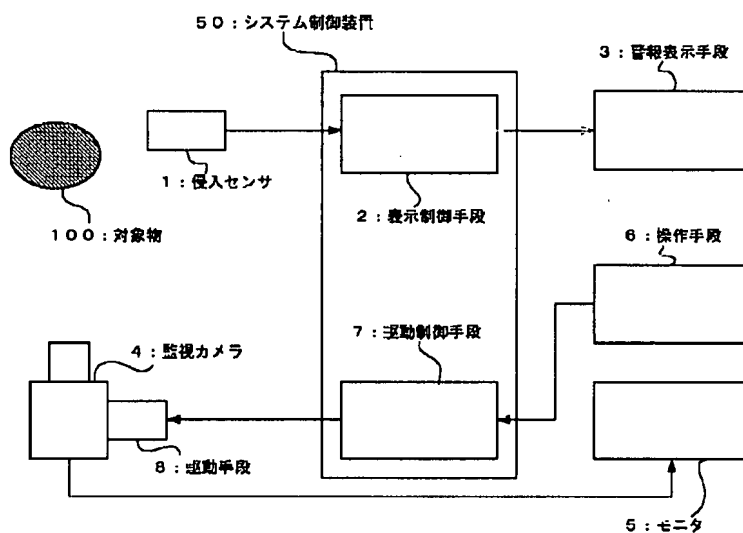 ５０：システム制御装置
３：警報表示手段
１：侵入センサ
２：表示制御手段
１００：対象物
６：操作手段
７：駆動制御手段
４：監視カメラ
８：駆動手段
５：モニタ